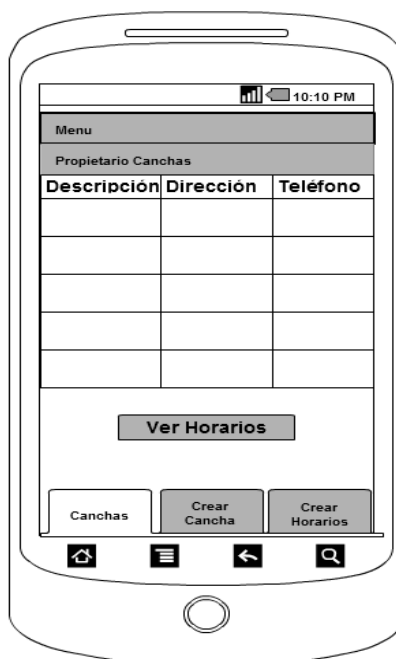 10:10 PM
Menu
Propietario Canchas
Descripción Dirección Teléfono
Ver Horarios
Canchas
Crear
Cancha
Crear
Horarios